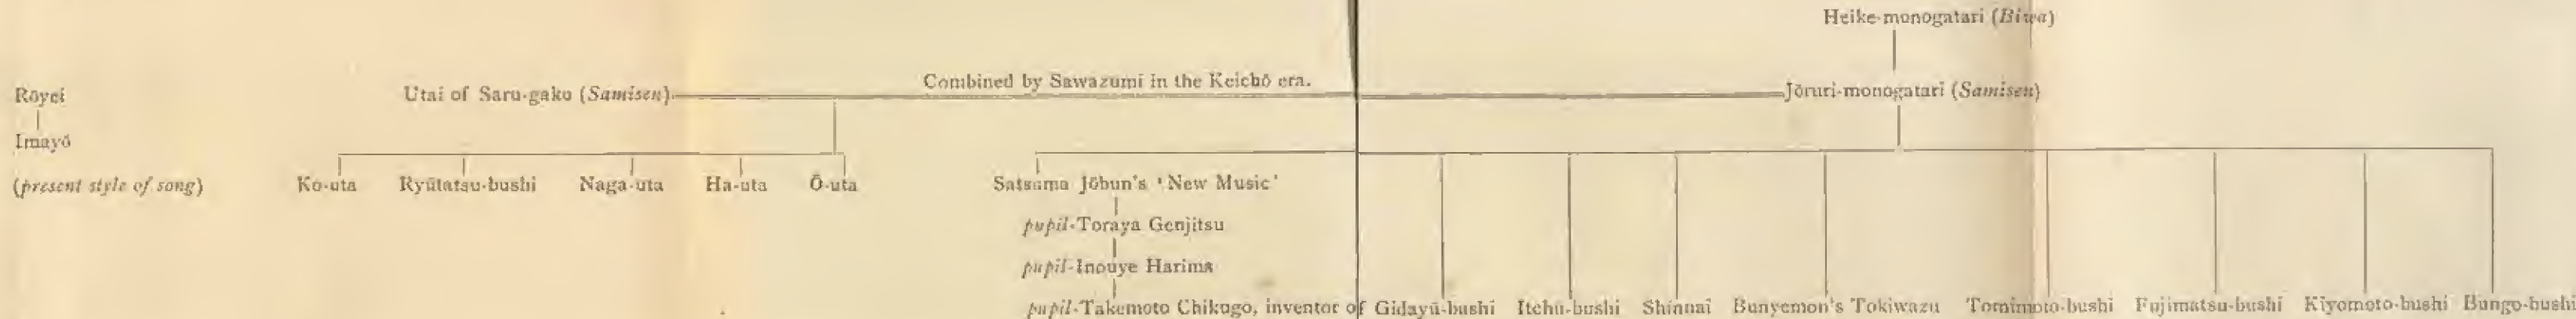 Heike-monogatari (Biwa)
Combined by Sawazumi in the Keichō era.
Rōyei
Utai of Saru-gaku (Samisen)
Jōruri-monogatari (Samisen)
Imayō
(present style of song)
Ko-uta
Ryūtatsu-bushi
Naga-uta
Ha-uta
Ō-uta
Satsuma Jōbun's 'New Music'
pupil-Toraya Genjitsu
pupil-Inouye Harima
pupil-Takemoto Chikugo, inventor of Gidayū-bushi
Itchu-bushi
Shinnai
Bunyemon's Tokiwazu
Tomimoto-bushi
Fujimatsu-bushi
Kiyomoto-bushi
Bungo-bushi